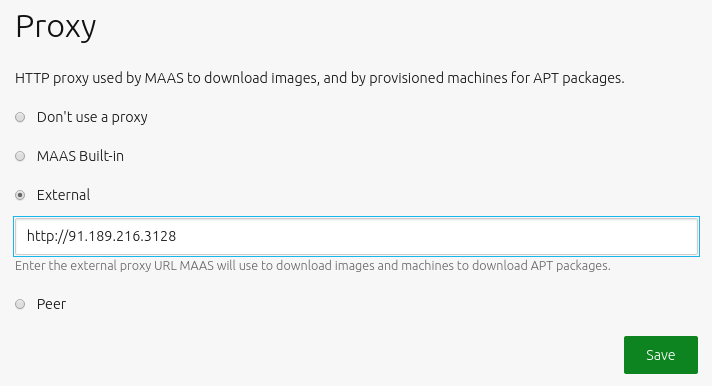 Proxy
HTTP proxy used by MAAS to download images, and by provisioned machines for APT packages.
Don't use a proxy
MAAS Built-in
External
http://91.189.216.3128
Enter the external proxy URL MAAS will use to download images and machines to download APT packages.
Peer
Save